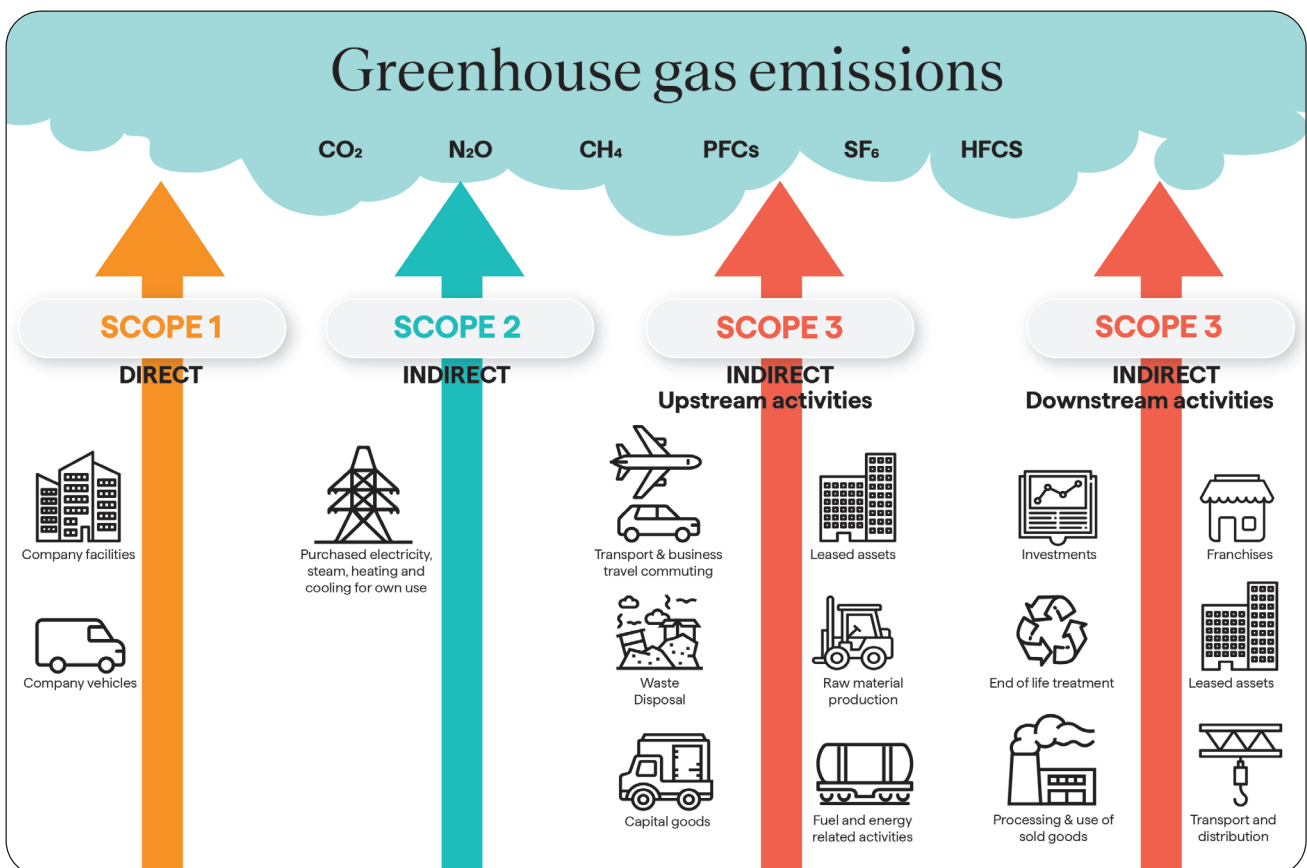 Greenhouse gas emissions
CO₂ N₂O CH₄ PFCs SF₆ HFCS
SCOPE 1
DIRECT
Company facilities
Company vehicles
SCOPE 2
INDIRECT
Purchased electricity,
steam, heating and
cooling for own use
SCOPE 3
INDIRECT
Upstream activities
Transport & business
travel commuting
Leased assets
Waste
Disposal
Raw material
production
Capital goods
Fuel and energy
related activities
SCOPE 3
INDIRECT
Downstream activities
Investments
Franchises
End of life treatment
Leased assets
Processing & use of
sold goods
Transport and
distribution